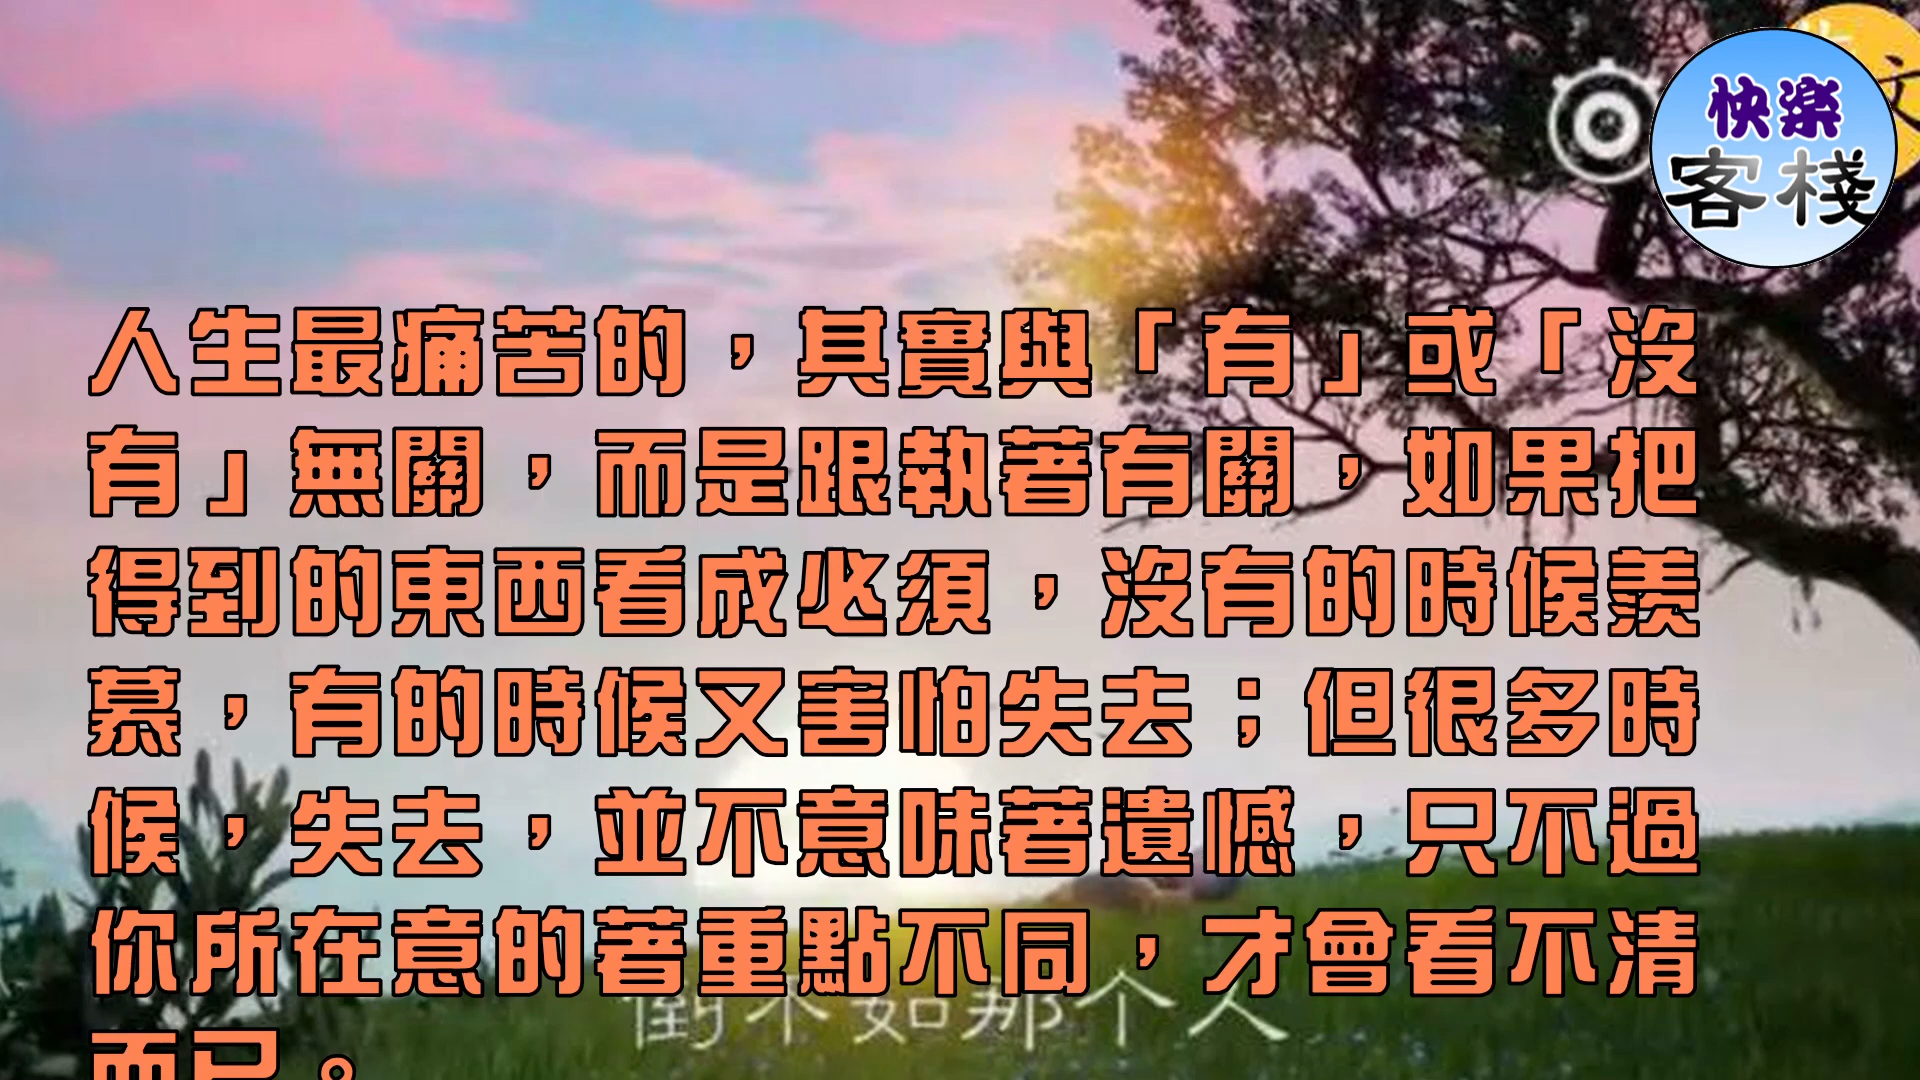 快樂
客棧
人生最痛苦的，其實與「有」或「沒
有」無關，而是跟執著有關，如果把
得到的東西看成必須，沒有的時候羨
慕，有的時候又害怕失去；但很多時
候，失去，並不意味著遺憾，只不過
你所在意的著重點不同，才會看不清
倒不如那个人
而已。